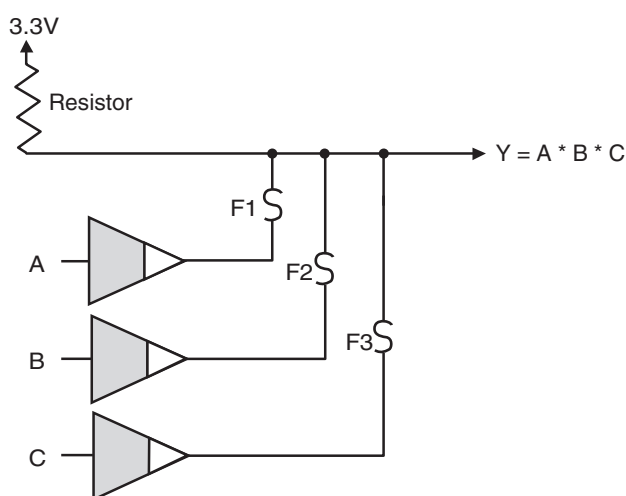 3.3V
Resistor
Y = A * B * C
F1
A
F2
B
F3
C